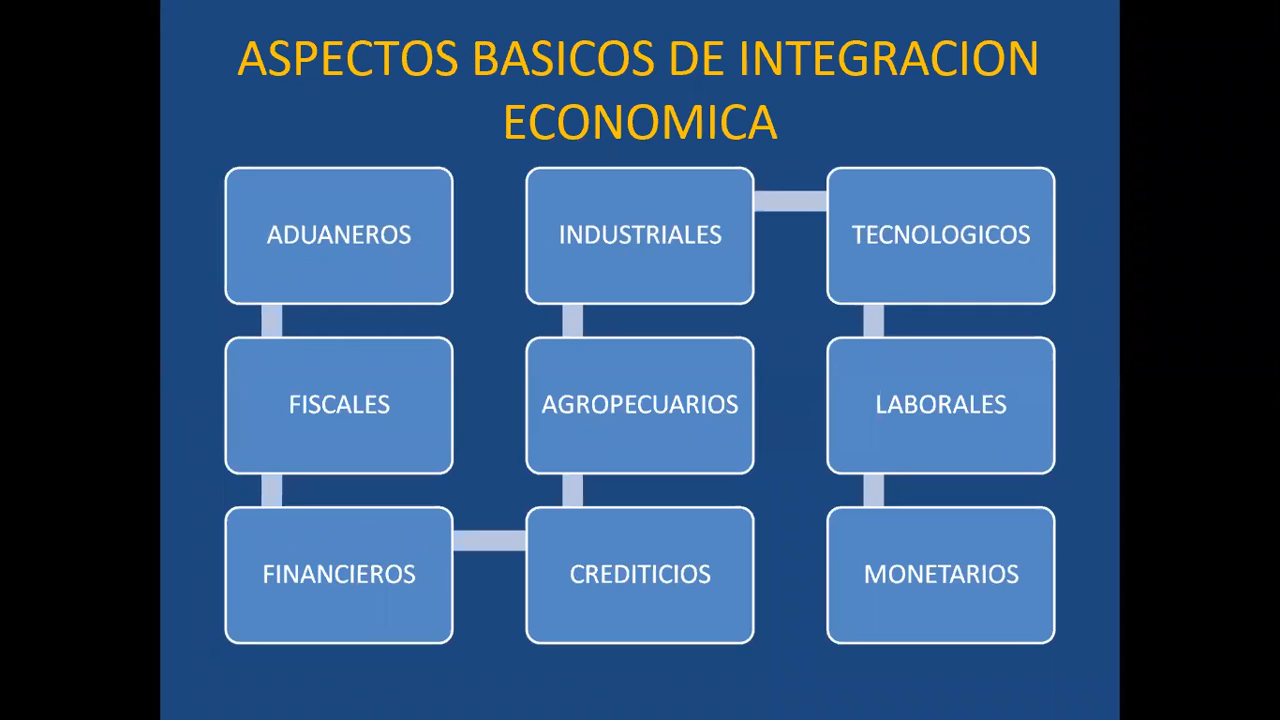 ASPECTOS BASICOS DE INTEGRACION
ECONOMICA
ADUANEROS
FISCALES
FINANCIEROS
CREDITICIOS
AGROPECUARIOS
INDUSTRIALES
TECNOLOGICOS
LABORALES
MONETARIOS